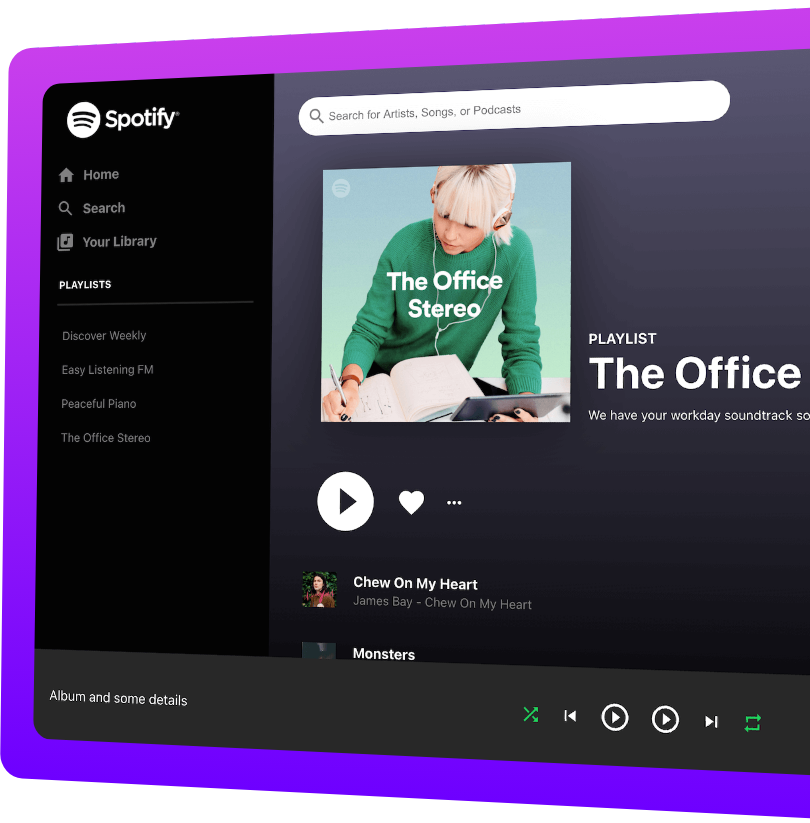 Spotify®
Home
Search
Your Library
PLAYLISTS
Discover Weekly
Easy Listening FM
Peaceful Piano
The Office Stereo
Search for Artists, Songs, or Podcasts
The Office
Stereo
PLAYLIST
The Office
We have your workday soundtrack so
Chew On My Heart
James Bay - Chew On My Heart
Monsters
Album and some details